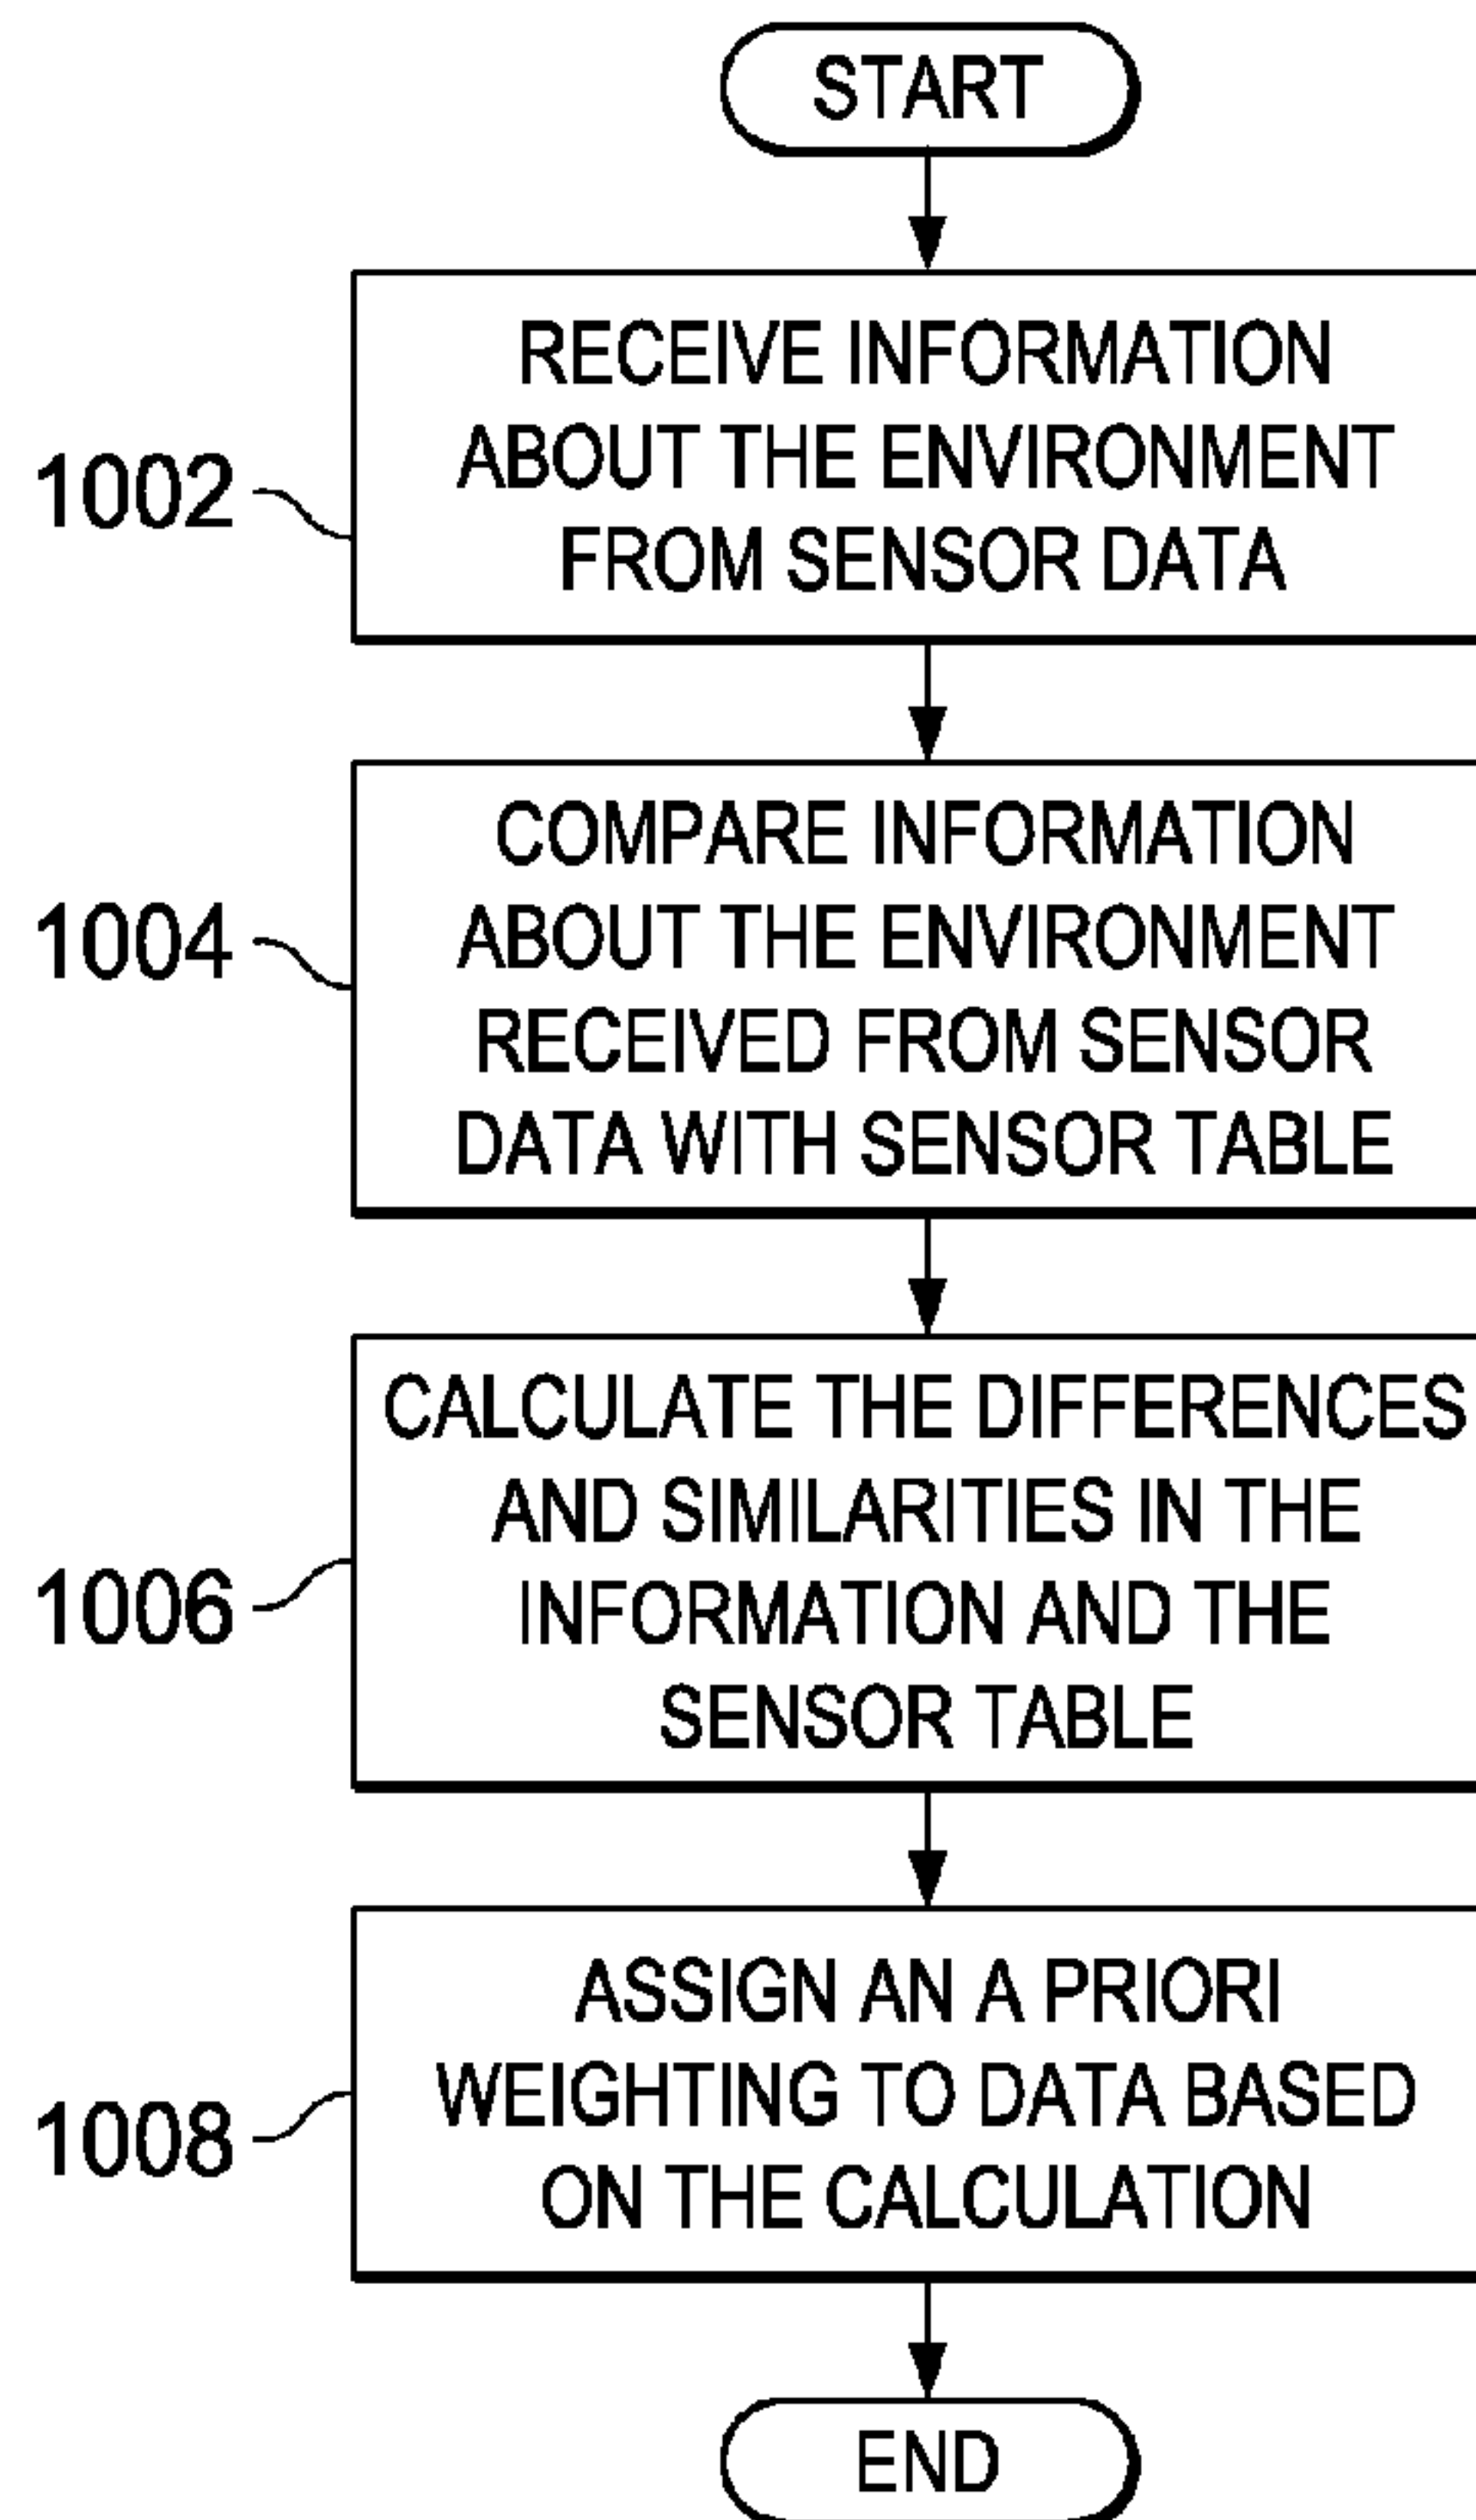 START
RECEIVE INFORMATION
ABOUT THE ENVIRONMENT
FROM SENSOR DATA
1002
COMPARE INFORMATION
ABOUT THE ENVIRONMENT
RECEIVED FROM SENSOR
DATA WITH SENSOR TABLE
1004
CALCULATE THE DIFFERENCES
AND SIMILARITIES IN THE
INFORMATION AND THE
SENSOR TABLE
1006
ASSIGN AN A PRIORI
WEIGHTING TO DATA BASED
ON THE CALCULATION
1008
END